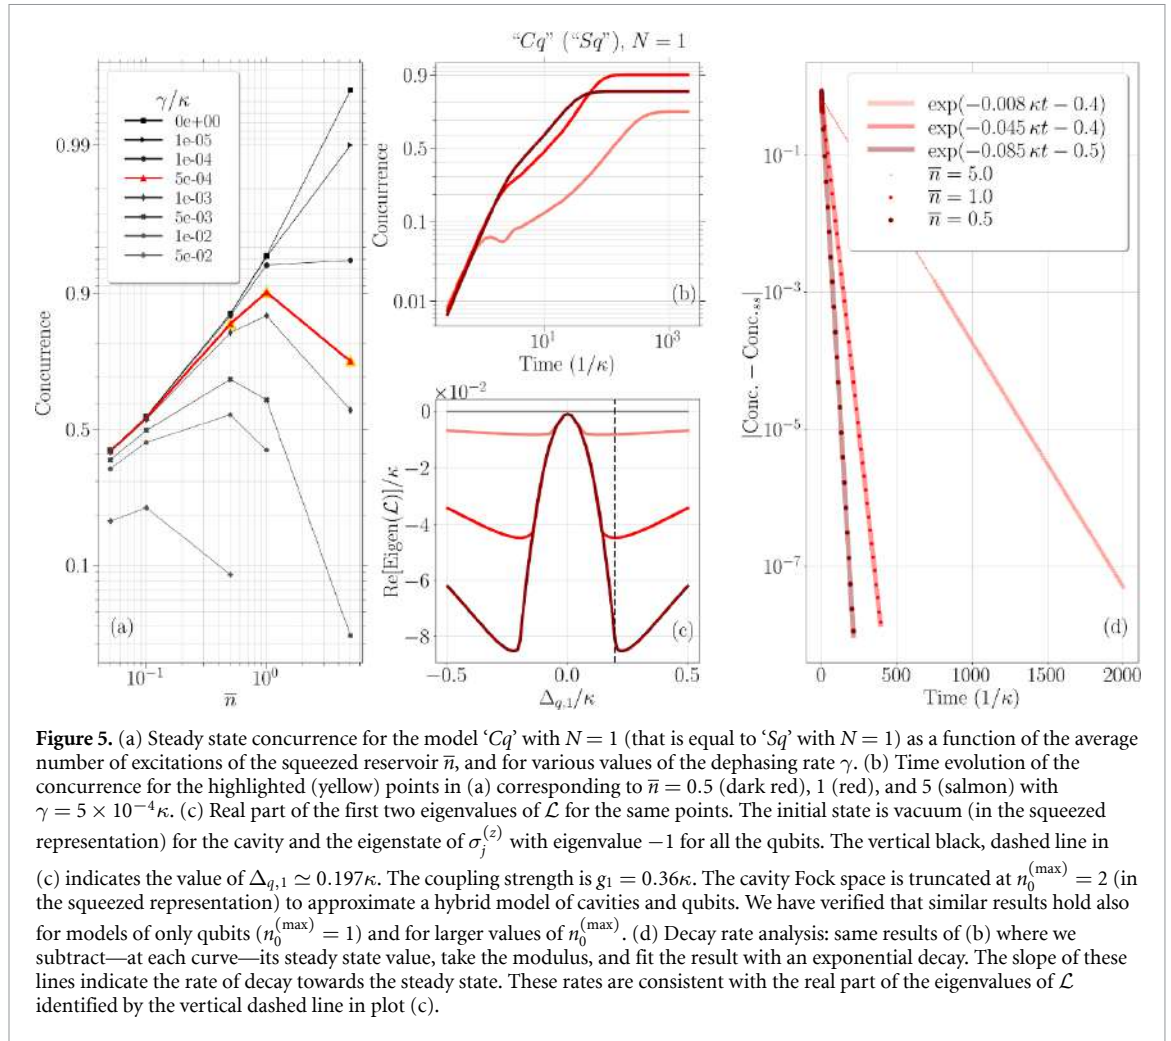 "Cq" ("Sq"), N = 1
γ/κ
0e+00
1e-05
1e-04
5e-04
1e-03
5e-03
1e-02
5e-02
0.99
0.9
0.5
0.1
Concurrence
(a)
10⁻¹
10⁰
n̅
0.9
0.5
0.1
0.01
Concurrence
(b)
10¹
10³
Time (1/κ)
×10⁻²
0
−2
−4
−6
−8
Re[Eigen(𝓛)]/κ
(c)
−0.5
0.0
0.5
Δq,1/κ
exp(−0.008 κt − 0.4)
exp(−0.045 κt − 0.4)
exp(−0.085 κt − 0.5)
n̅ = 5.0
n̅ = 1.0
n̅ = 0.5
10⁻¹
10⁻³
10⁻⁵
10⁻⁷
|Conc. − Conc.ss|
(d)
0
500
1000
1500
2000
Time (1/κ)
Figure 5. (a) Steady state concurrence for the model ‘Cq’ with N = 1 (that is equal to ‘Sq’ with N = 1) as a function of the average
number of excitations of the squeezed reservoir n̅, and for various values of the dephasing rate γ. (b) Time evolution of the
concurrence for the highlighted (yellow) points in (a) corresponding to n̅ = 0.5 (dark red), 1 (red), and 5 (salmon) with
γ = 5 × 10⁻⁴κ. (c) Real part of the first two eigenvalues of 𝓛 for the same points. The initial state is vacuum (in the squeezed
representation) for the cavity and the eigenstate of σ_j^(z) with eigenvalue −1 for all the qubits. The vertical black, dashed line in
(c) indicates the value of Δq,1 ≃ 0.197κ. The coupling strength is g₁ = 0.36κ. The cavity Fock space is truncated at n₀^(max) = 2 (in
the squeezed representation) to approximate a hybrid model of cavities and qubits. We have verified that similar results hold also
for models of only qubits (n₀^(max) = 1) and for larger values of n₀^(max). (d) Decay rate analysis: same results of (b) where we
subtract—at each curve—its steady state value, take the modulus, and fit the result with an exponential decay. The slope of these
lines indicate the rate of decay towards the steady state. These rates are consistent with the real part of the eigenvalues of 𝓛
identified by the vertical dashed line in plot (c).